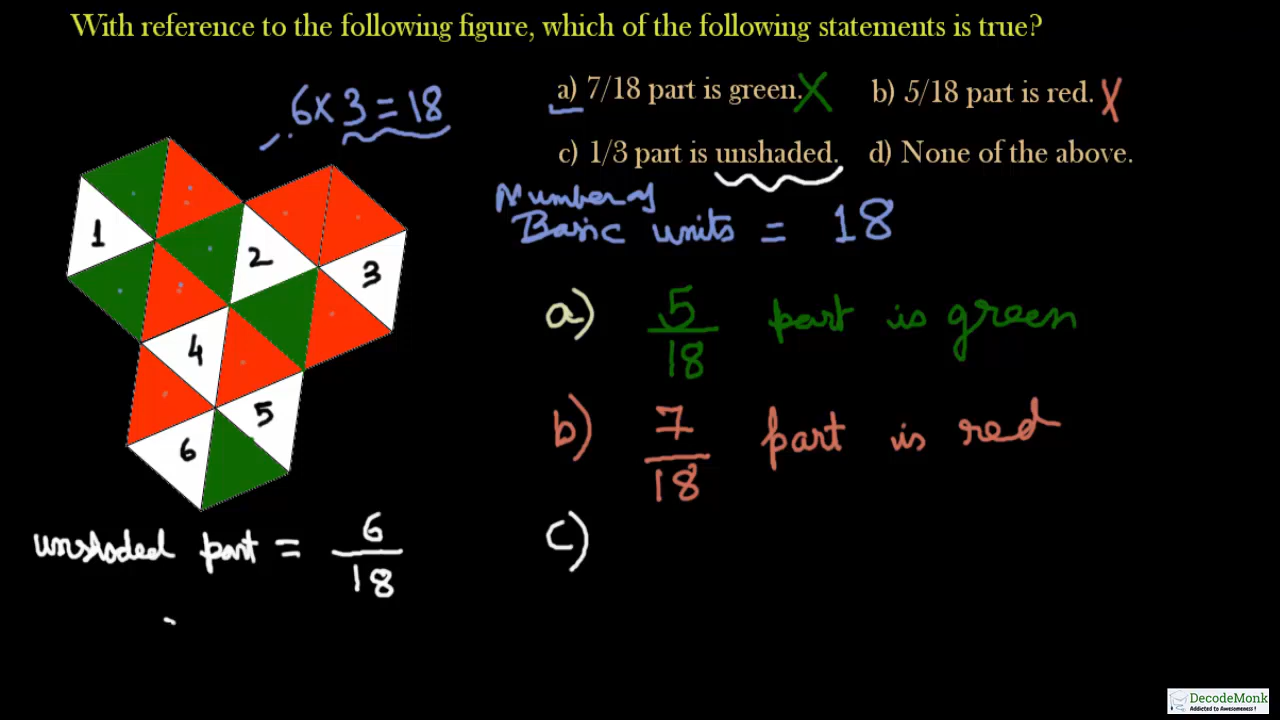 With reference to the following figure, which of the following statements is true?
a) 7/18 part is green. X b) 5/18 part is red. X
c) 1/3 part is unshaded. d) None of the above.
6 x 3 = 18
Number of
Basic units = 18
1
2
3
4
5
6
a) 5/18 part is green
b) 7/18 part is red
c)
unshaded part = 6/18
DecodeMonk
Addicted to Awesomeness !